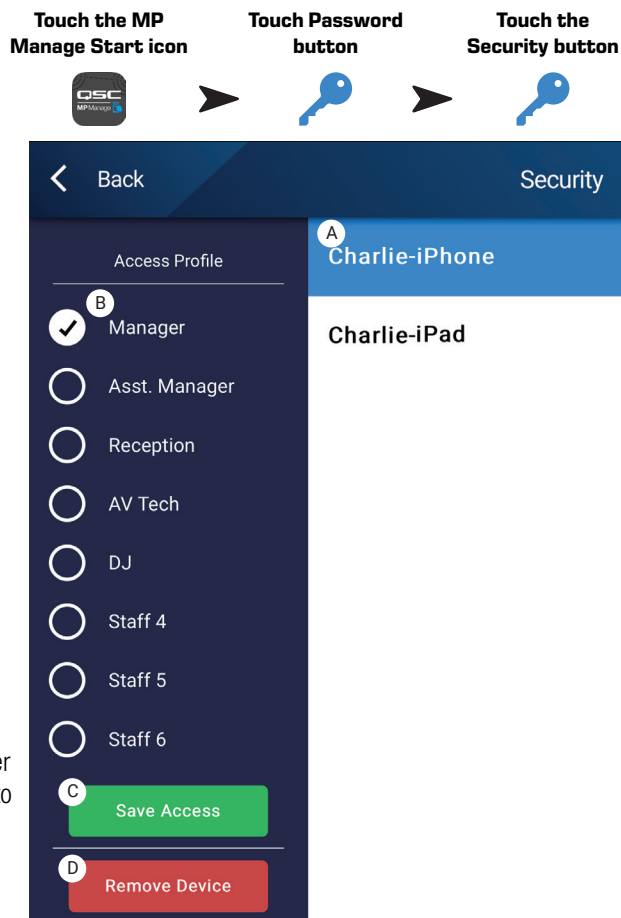 Touch the MP
Manage Start icon
Touch Password
button
Touch the
Security button
QSC
MP Manage
Back
Security
Access Profile
A
Charlie-iPhone
B
Manager
Charlie-iPad
Asst. Manager
Reception
AV Tech
DJ
Staff 4
Staff 5
Staff 6
er
to
C
Save Access
D
Remove Device